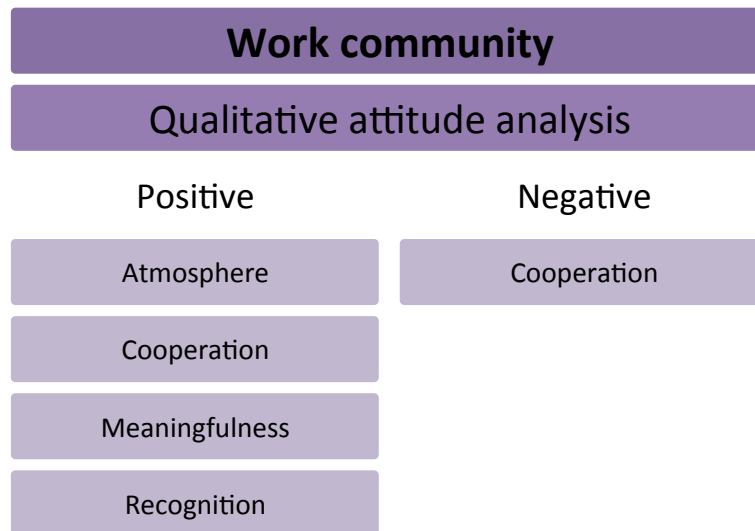 Work community
Qualitative attitude analysis
Positive
Negative
Atmosphere
Cooperation
Cooperation
Meaningfulness
Recognition